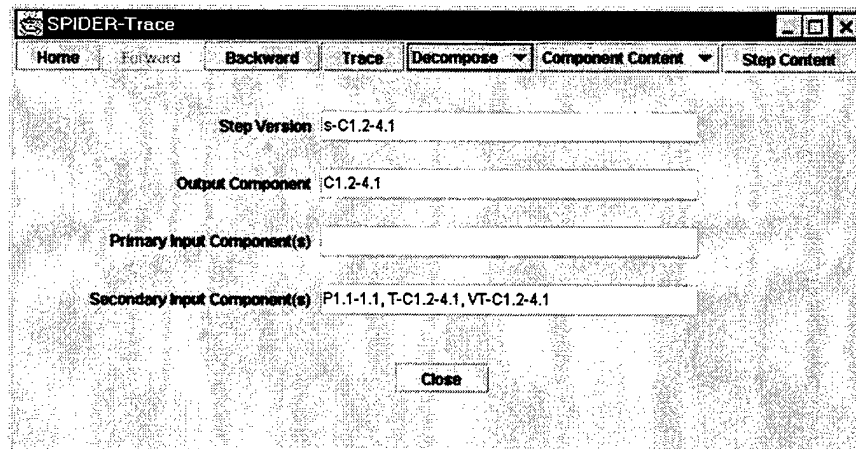 SPIDER-Trace
Home Forward Backward Trace Decompose Component Content Step Content
Step Version s-C1.2-4.1
Output Component C1.2-4.1
Primary Input Component(s)
Secondary Input Component(s) P1.1-1.1, T-C1.2-4.1, VT-C1.2-4.1
Close